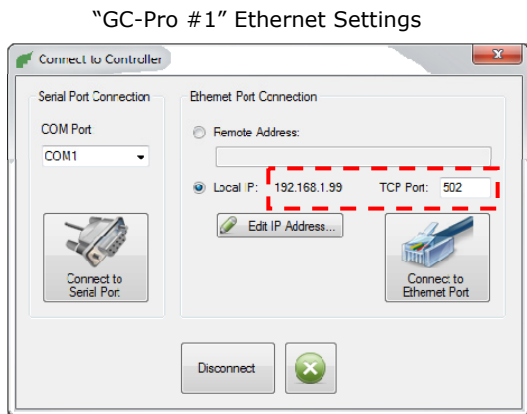 “GC-Pro #1” Ethernet Settings
Connect to Controller
Serial Port Connection
COM Port
COM1
Connect to
Serial Port
Ethernet Port Connection
Remote Address:
Local IP: 192.168.1.99 TCP Port: 502
Edit IP Address...
Connect to
Ethernet Port
Disconnect